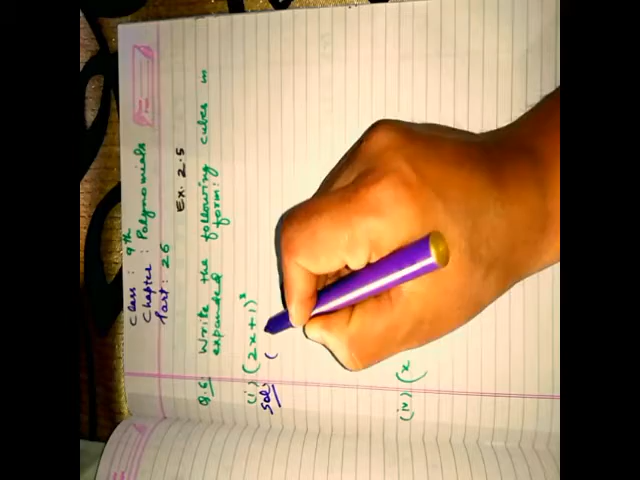 Class : 9th
Chapter : Polynomials
Part : 26
Ex. 2.5
Q.6. Write the following cubes in
expanded form:
(i) (2x+1)³
Sol: (
(iv) (x